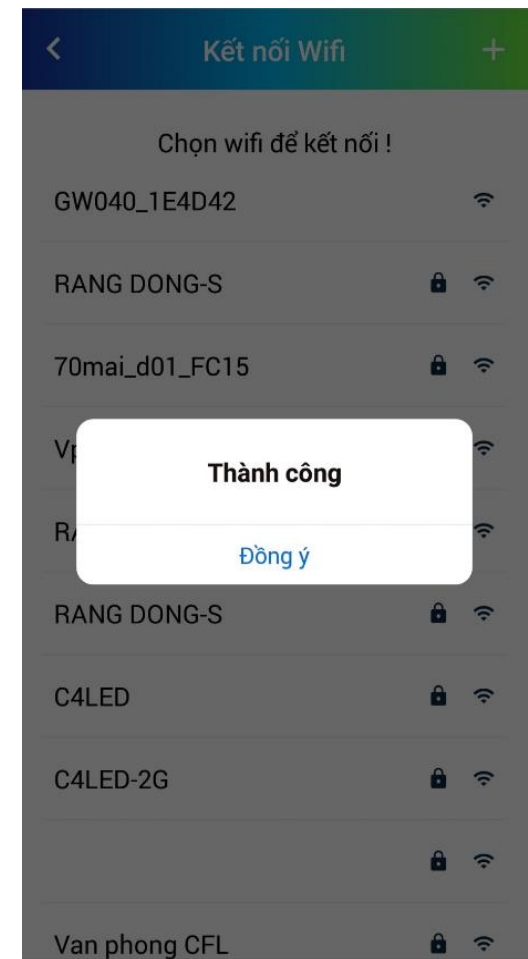 Kết nối Wifi
Chọn wifi để kết nối !
GW040_1E4D42
RANG DONG-S
70mai_d01_FC15
Thành công
Đồng ý
RANG DONG-S
C4LED
C4LED-2G
Van phong CFL